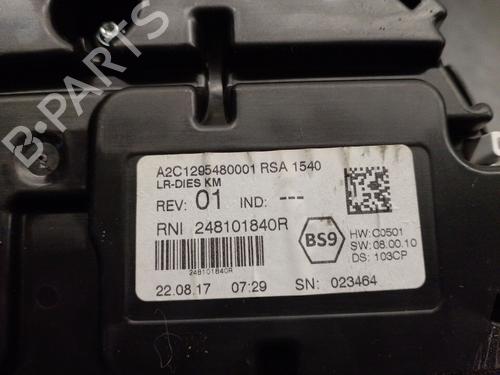 A2C1295480001 RSA 1540
LR-DIES KM
REV: 01 IND: ---
RNI 248101840R
BS9
HW: C0501
SW: 08.00.10
DS: 103CP
248101840R
22.08.17 07:29 SN: 023464
B-PARTS